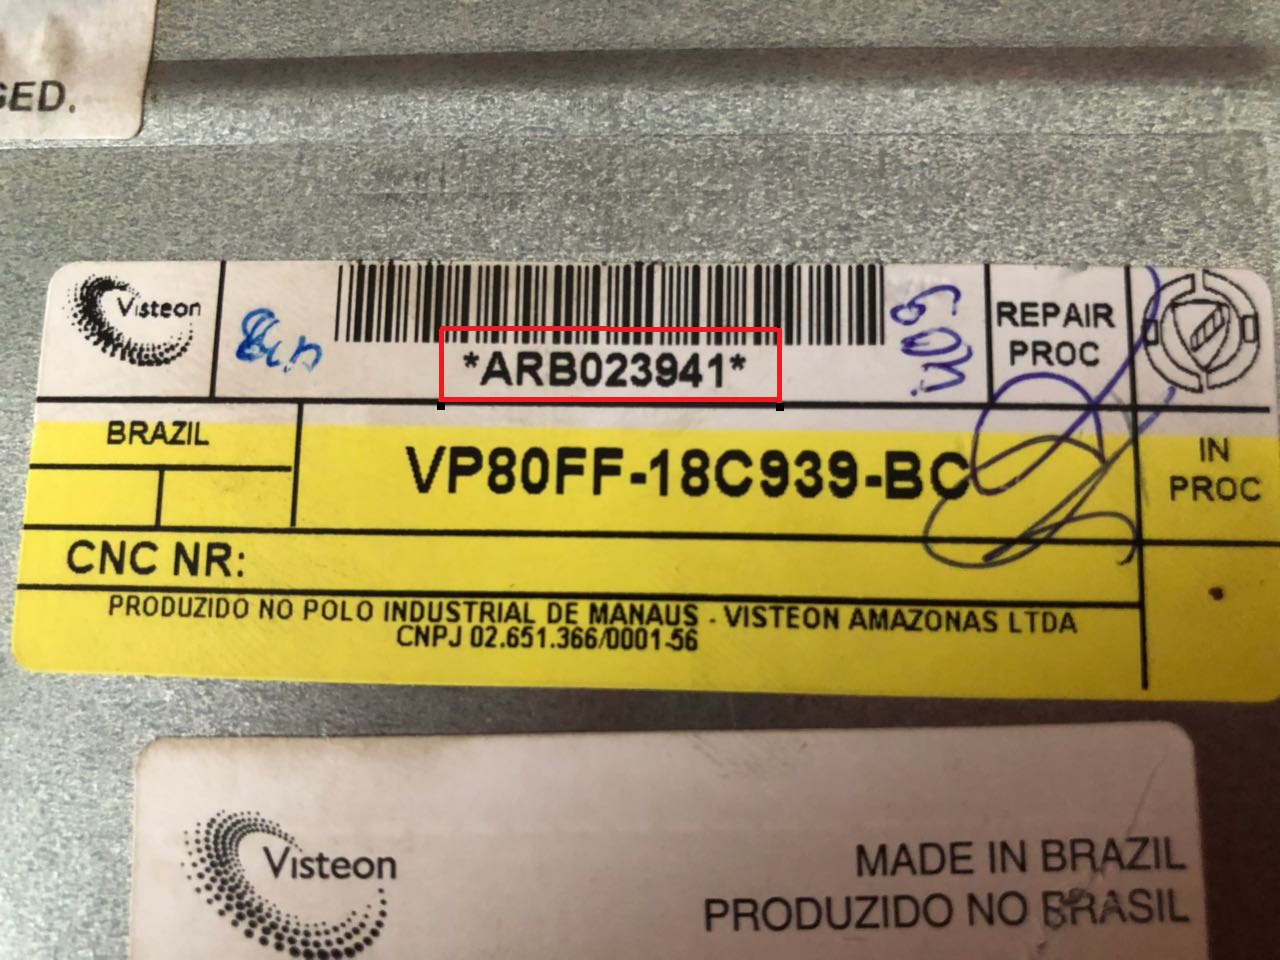 GED.
Visteon
*ARB023941*
REPAIR
PROC
BRAZIL
VP80FF-18C939-BC
IN
PROC
CNC NR:
PRODUZIDO NO POLO INDUSTRIAL DE MANAUS - VISTEON AMAZONAS LTDA
CNPJ 02.651.366/0001-56
Visteon
MADE IN BRAZIL
PRODUZIDO NO BRASIL